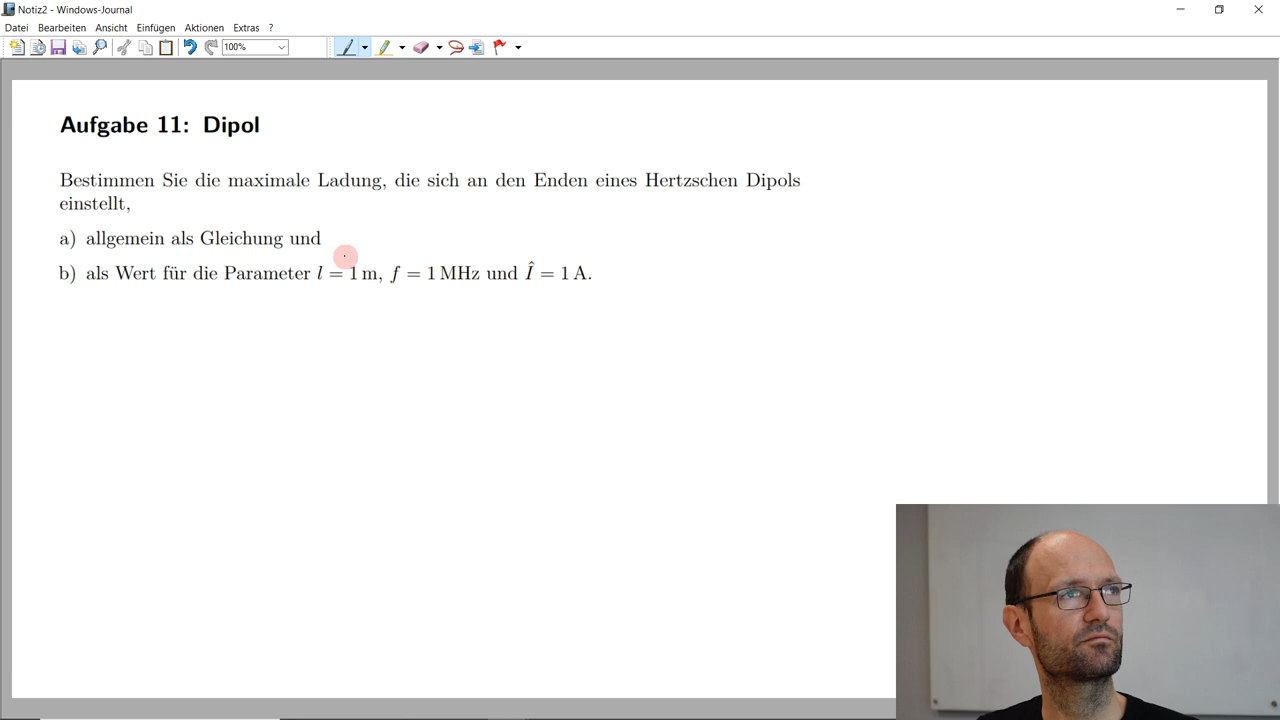 Notiz2 - Windows-Journal
Datei Bearbeiten Ansicht Einfügen Aktionen Extras ?
100%
Aufgabe 11: Dipol
Bestimmen Sie die maximale Ladung, die sich an den Enden eines Hertzschen Dipols
einstellt,
a) allgemein als Gleichung und
b) als Wert für die Parameter l = 1 m, f = 1 MHz und Î = 1 A.